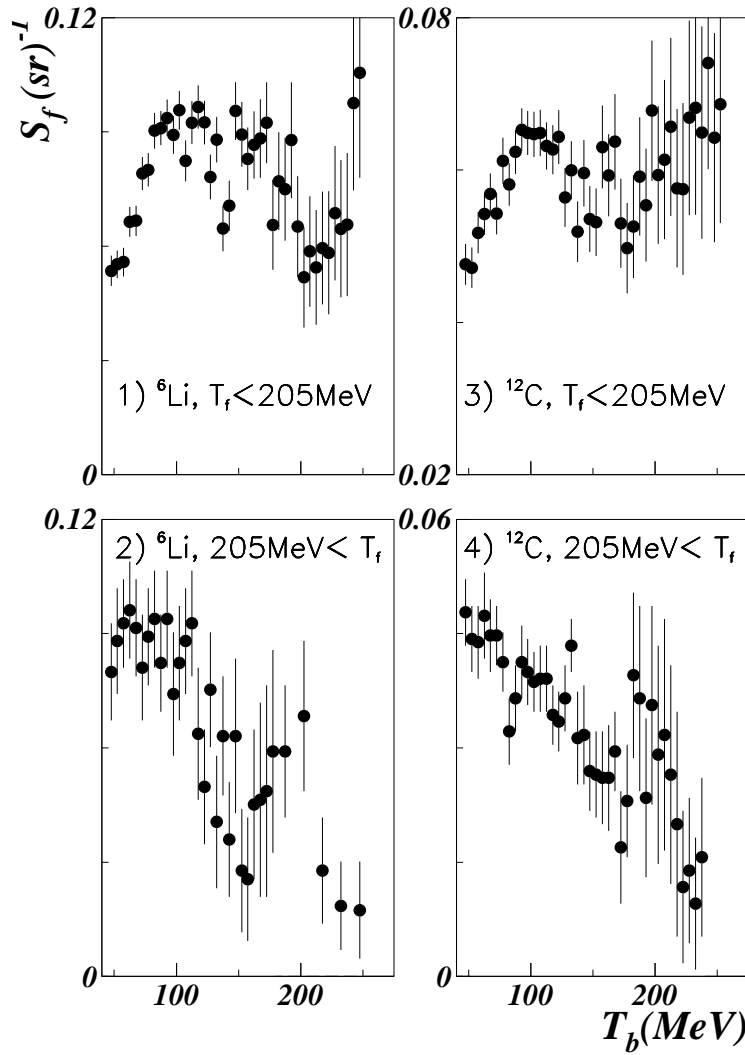 S_f(sr)^-1
0.12
0.08
1) ⁶Li, T_f<205MeV
3) ¹²C, T_f<205MeV
0
0.02
0.12
0.06
2) ⁶Li, 205MeV< T_f
4) ¹²C, 205MeV< T_f
0
0
100
200
100
200
T_b(MeV)